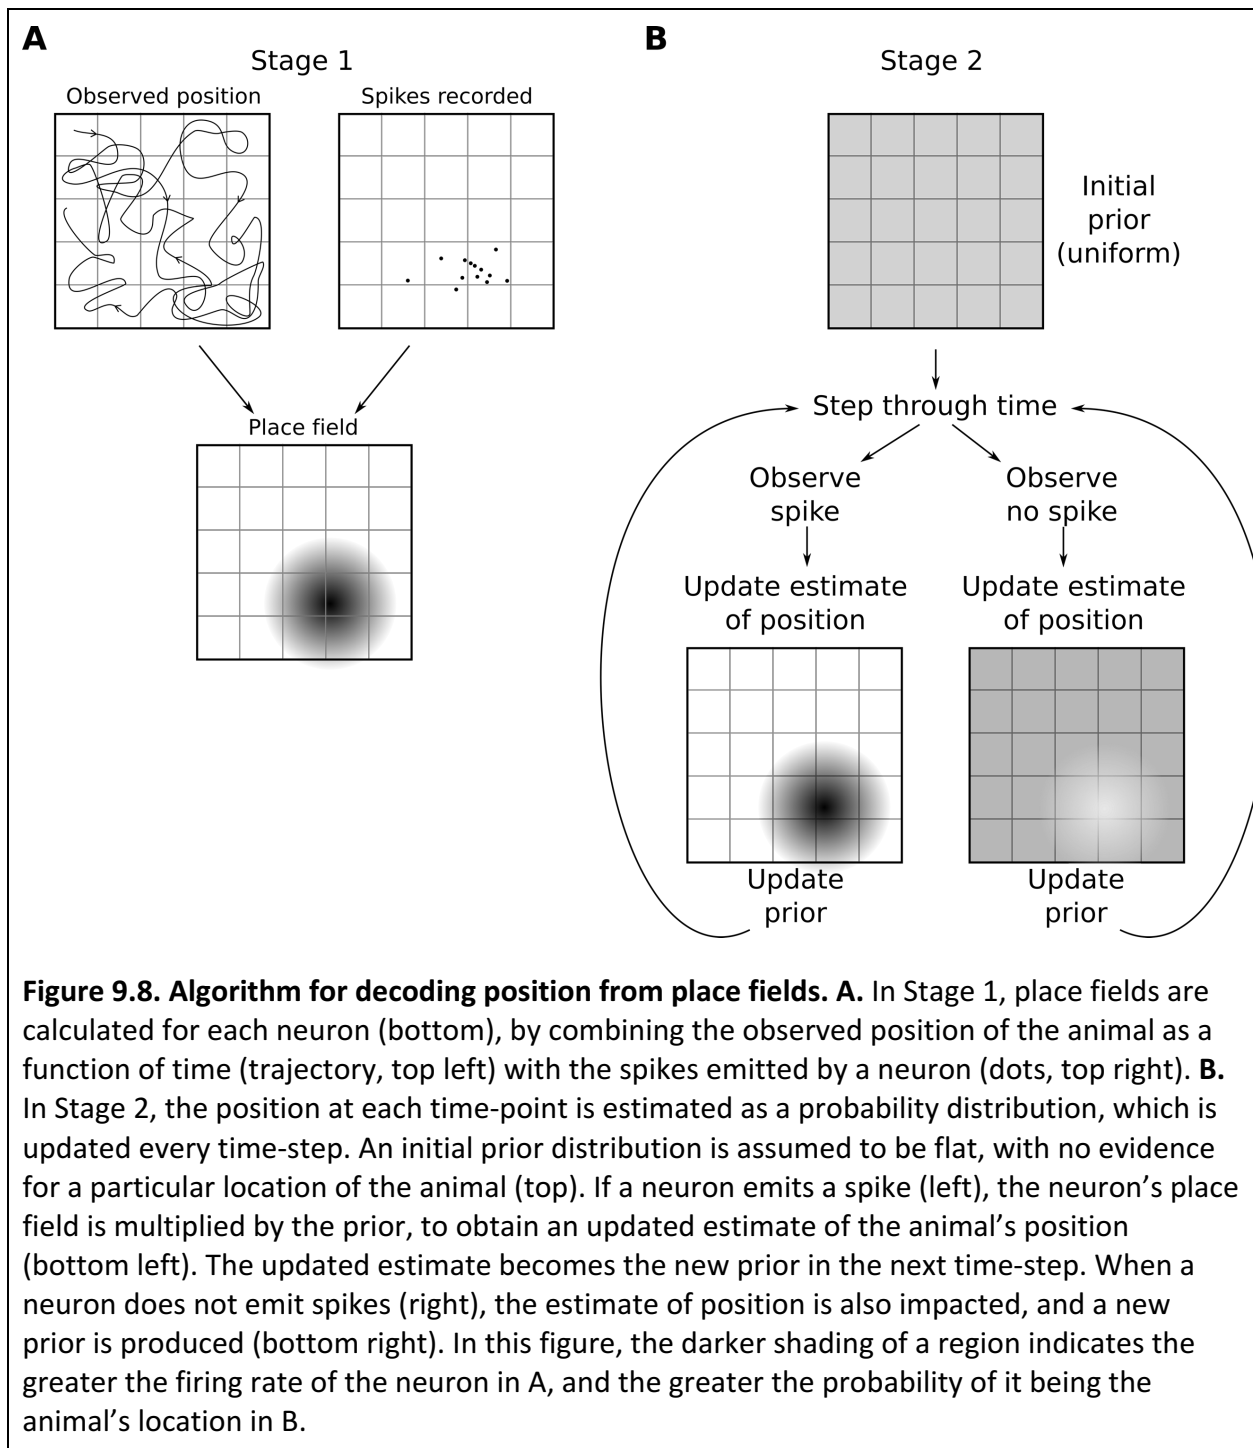 A
Stage 1
Observed position
Spikes recorded
Place field
B
Stage 2
Initial
prior
(uniform)
Step through time
Observe
spike
Observe
no spike
Update estimate
of position
Update estimate
of position
Update
prior
Update
prior
Figure 9.8. Algorithm for decoding position from place fields. A. In Stage 1, place fields are
calculated for each neuron (bottom), by combining the observed position of the animal as a
function of time (trajectory, top left) with the spikes emitted by a neuron (dots, top right). B.
In Stage 2, the position at each time-point is estimated as a probability distribution, which is
updated every time-step. An initial prior distribution is assumed to be flat, with no evidence
for a particular location of the animal (top). If a neuron emits a spike (left), the neuron’s place
field is multiplied by the prior, to obtain an updated estimate of the animal’s position
(bottom left). The updated estimate becomes the new prior in the next time-step. When a
neuron does not emit spikes (right), the estimate of position is also impacted, and a new
prior is produced (bottom right). In this figure, the darker shading of a region indicates the
greater the firing rate of the neuron in A, and the greater the probability of it being the
animal’s location in B.